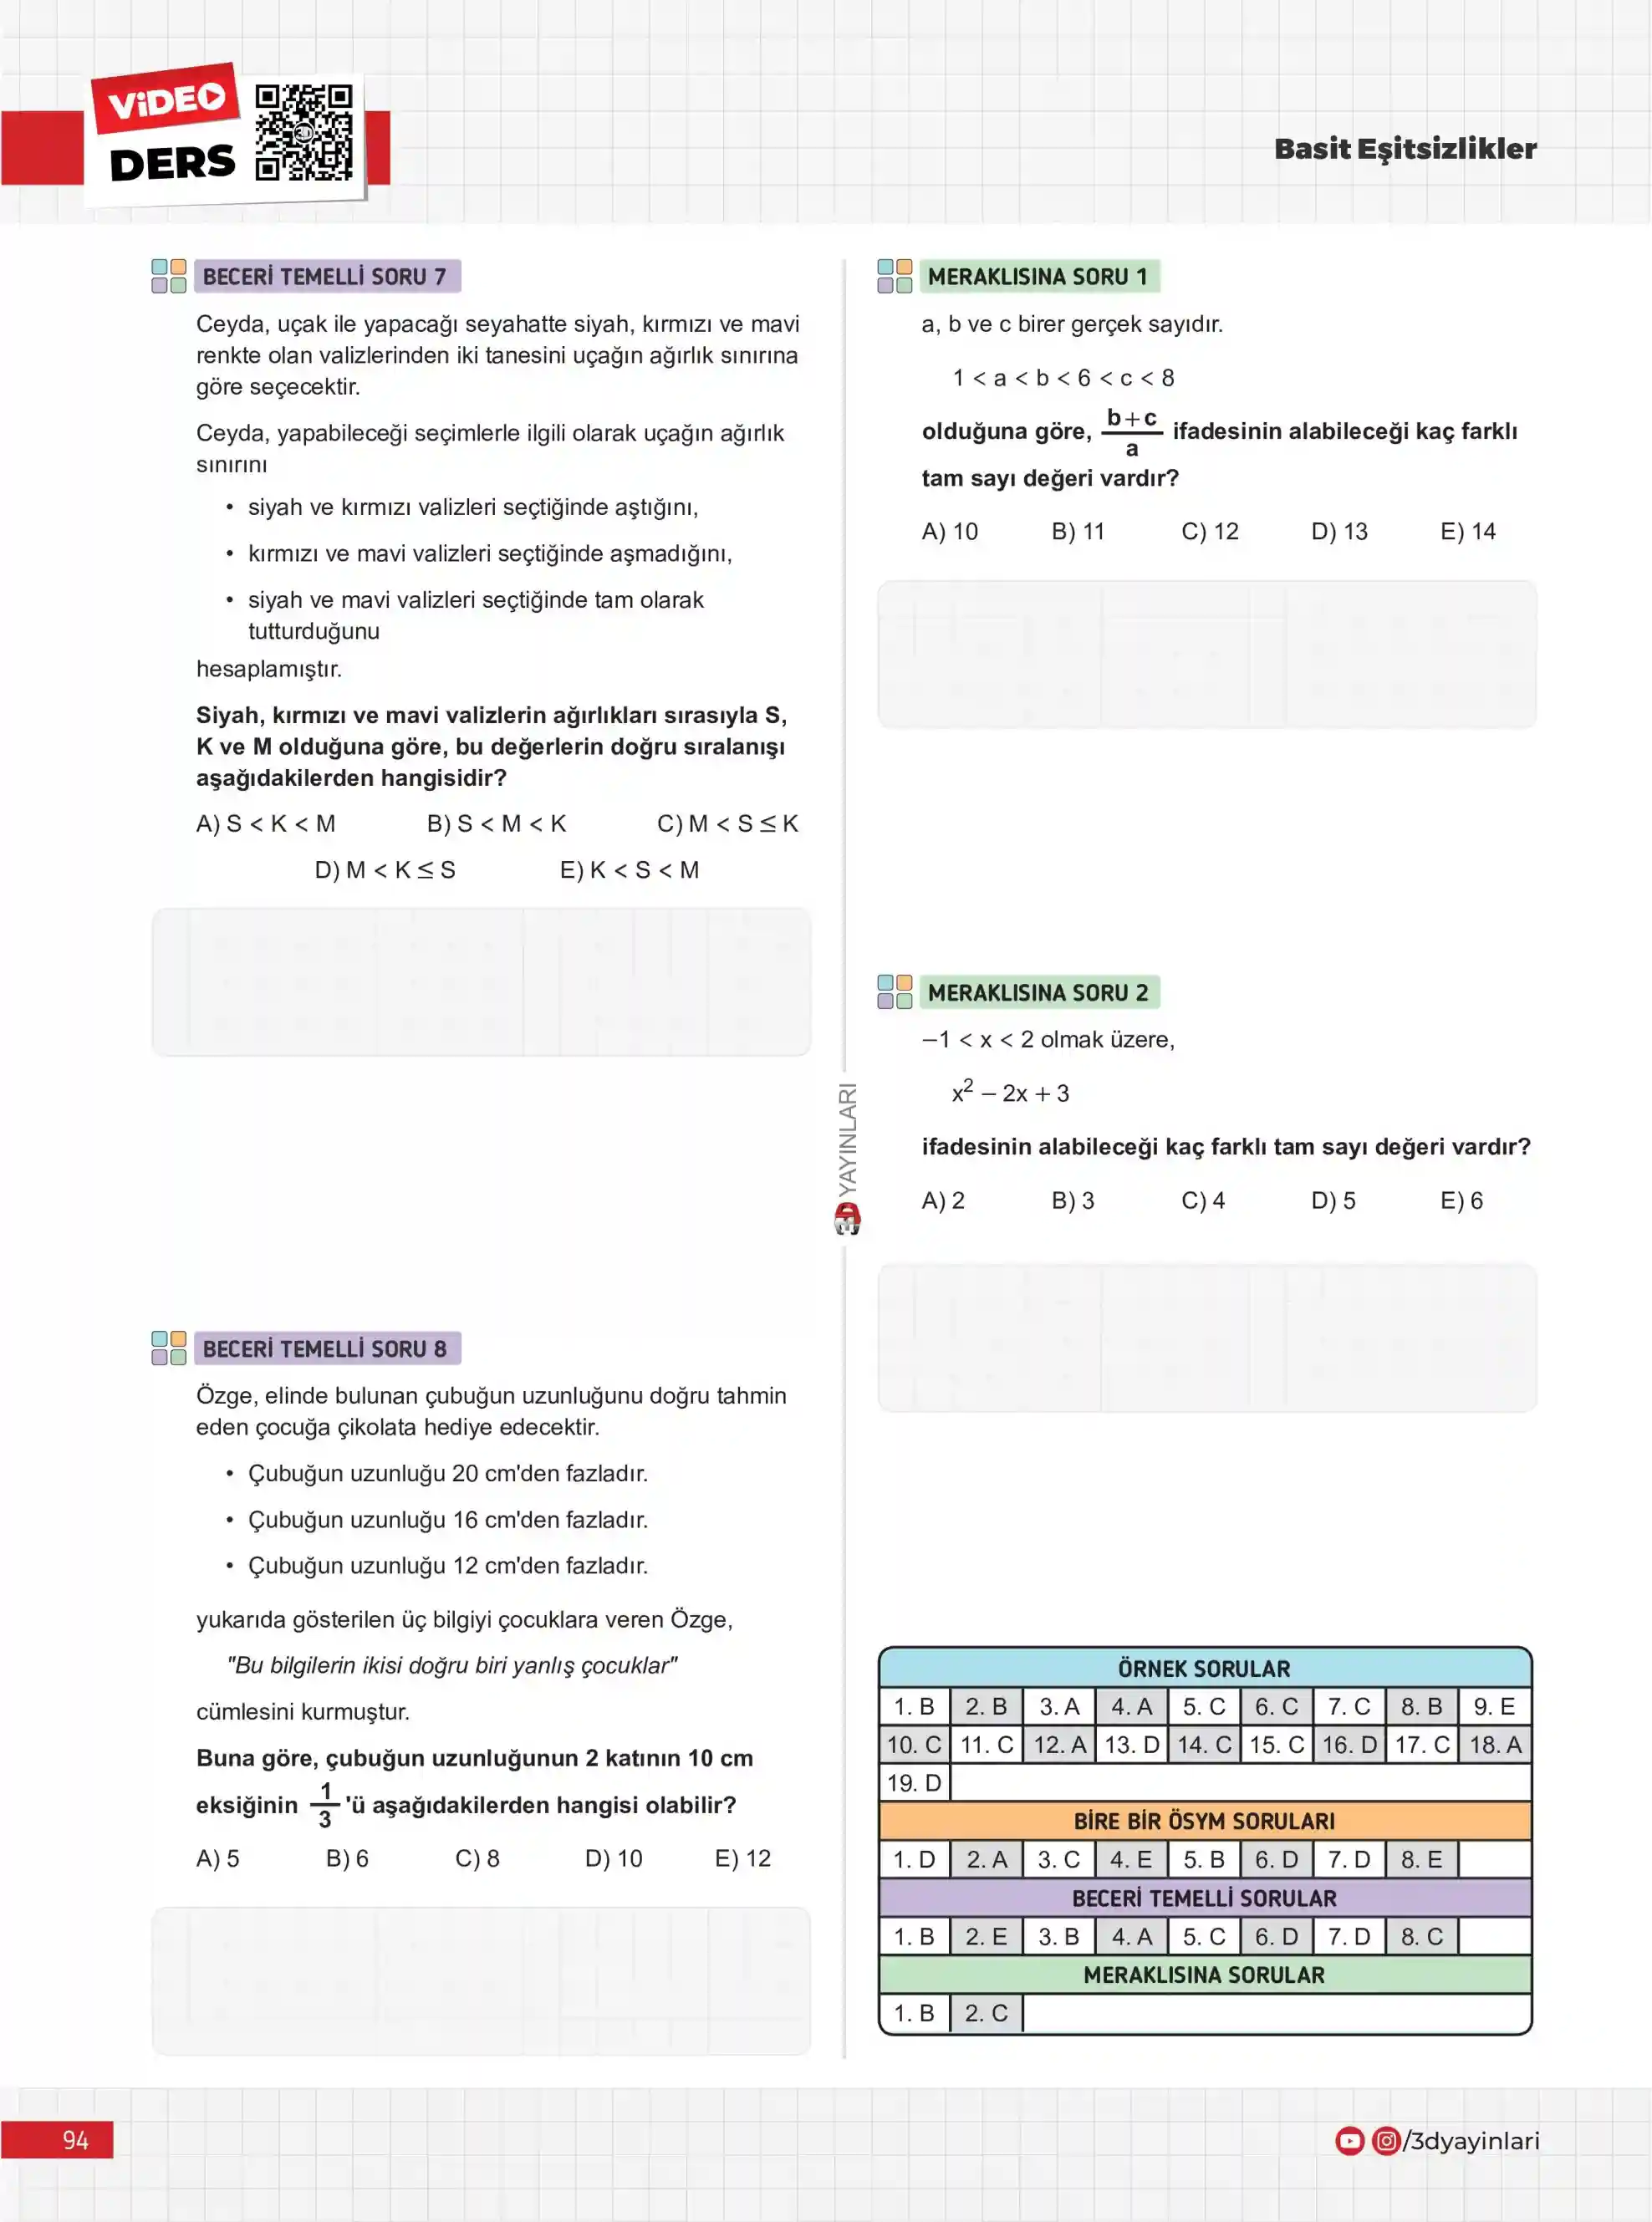 VİDEO
DERS
Basit Eşitsizlikler
BECERİ TEMELLİ SORU 7
Ceyda, uçak ile yapacağı seyahatte siyah, kırmızı ve mavi
renkte olan valizlerinden iki tanesini uçağın ağırlık sınırına
göre seçecektir.
Ceyda, yapabileceği seçimlerle ilgili olarak uçağın ağırlık
sınırını
• siyah ve kırmızı valizleri seçtiğinde aştığını,
• kırmızı ve mavi valizleri seçtiğinde aşmadığını,
• siyah ve mavi valizleri seçtiğinde tam olarak
tutturduğunu
hesaplamıştır.
Siyah, kırmızı ve mavi valizlerin ağırlıkları sırasıyla S,
K ve M olduğuna göre, bu değerlerin doğru sıralanışı
aşağıdakilerden hangisidir?
A) S < K < M B) S < M < K C) M < S ≤ K
D) M < K ≤ S E) K < S < M
BECERİ TEMELLİ SORU 8
Özge, elinde bulunan çubuğun uzunluğunu doğru tahmin
eden çocuğa çikolata hediye edecektir.
• Çubuğun uzunluğu 20 cm'den fazladır.
• Çubuğun uzunluğu 16 cm'den fazladır.
• Çubuğun uzunluğu 12 cm'den fazladır.
yukarıda gösterilen üç bilgiyi çocuklara veren Özge,
"Bu bilgilerin ikisi doğru biri yanlış çocuklar"
cümlesini kurmuştur.
Buna göre, çubuğun uzunluğunun 2 katının 10 cm
eksiğinin 1/3 'ü aşağıdakilerden hangisi olabilir?
A) 5 B) 6 C) 8 D) 10 E) 12
YAYINLARI
MERAKLISINA SORU 1
a, b ve c birer gerçek sayıdır.
1 < a < b < 6 < c < 8
olduğuna göre, b+c/a ifadesinin alabileceği kaç farklı
tam sayı değeri vardır?
A) 10 B) 11 C) 12 D) 13 E) 14
MERAKLISINA SORU 2
–1 < x < 2 olmak üzere,
x² – 2x + 3
ifadesinin alabileceği kaç farklı tam sayı değeri vardır?
A) 2 B) 3 C) 4 D) 5 E) 6
ÖRNEK SORULAR
1. B 2. B 3. A 4. A 5. C 6. C 7. C 8. B 9. E
10. C 11. C 12. A 13. D 14. C 15. C 16. D 17. C 18. A
19. D
BİRE BİR ÖSYM SORULARI
1. D 2. A 3. C 4. E 5. B 6. D 7. D 8. E
BECERİ TEMELLİ SORULAR
1. B 2. E 3. B 4. A 5. C 6. D 7. D 8. C
MERAKLISINA SORULAR
1. B 2. C
94
/3dyayinlari